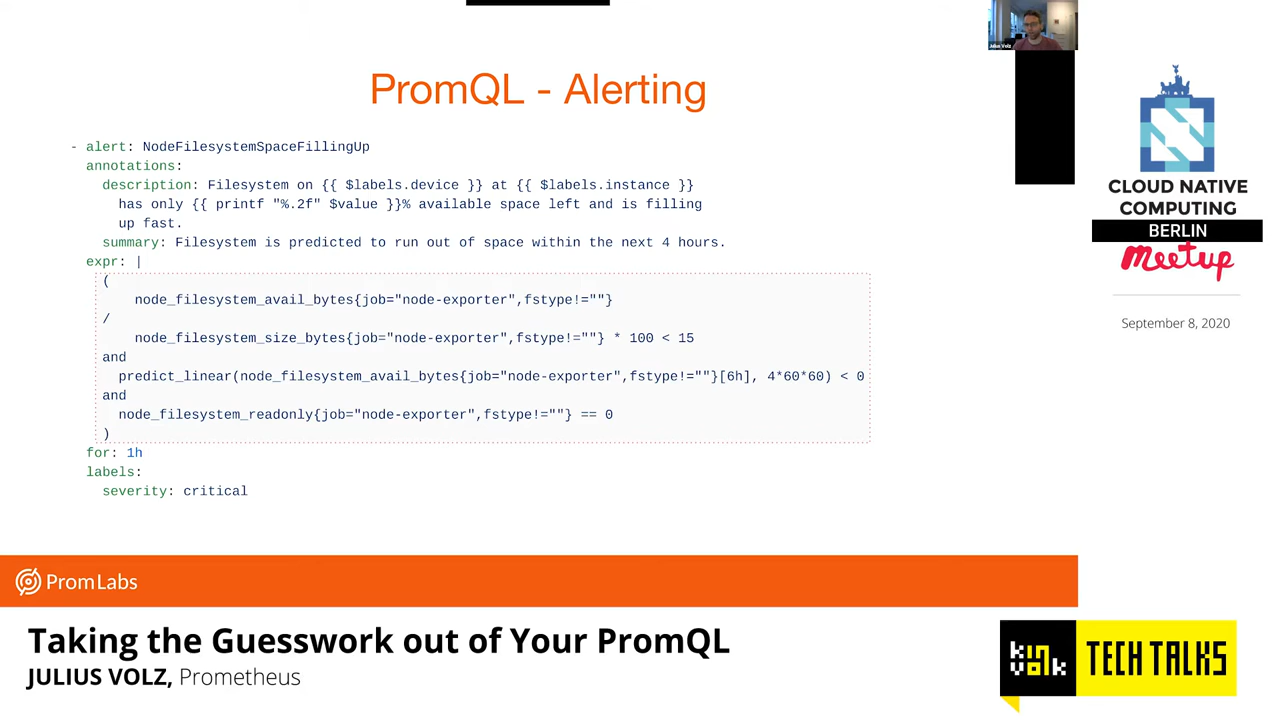 PromQL - Alerting
- alert: NodeFilesystemSpaceFillingUp
annotations:
description: Filesystem on {{ $labels.device }} at {{ $labels.instance }}
has only {{ printf "%.2f" $value }}% available space left and is filling
up fast.
summary: Filesystem is predicted to run out of space within the next 4 hours.
expr: |
(
node_filesystem_avail_bytes{job="node-exporter",fstype!=""}
/
node_filesystem_size_bytes{job="node-exporter",fstype!=""} * 100 < 15
and
predict_linear(node_filesystem_avail_bytes{job="node-exporter",fstype!=""}[6h], 4*60*60) < 0
and
node_filesystem_readonly{job="node-exporter",fstype!=""} == 0
)
for: 1h
labels:
severity: critical
Julius Volz
CLOUD NATIVE
COMPUTING
BERLIN
meetup
September 8, 2020
PromLabs
Taking the Guesswork out of Your PromQL
JULIUS VOLZ, Prometheus
kinvolk
TECH TALKS